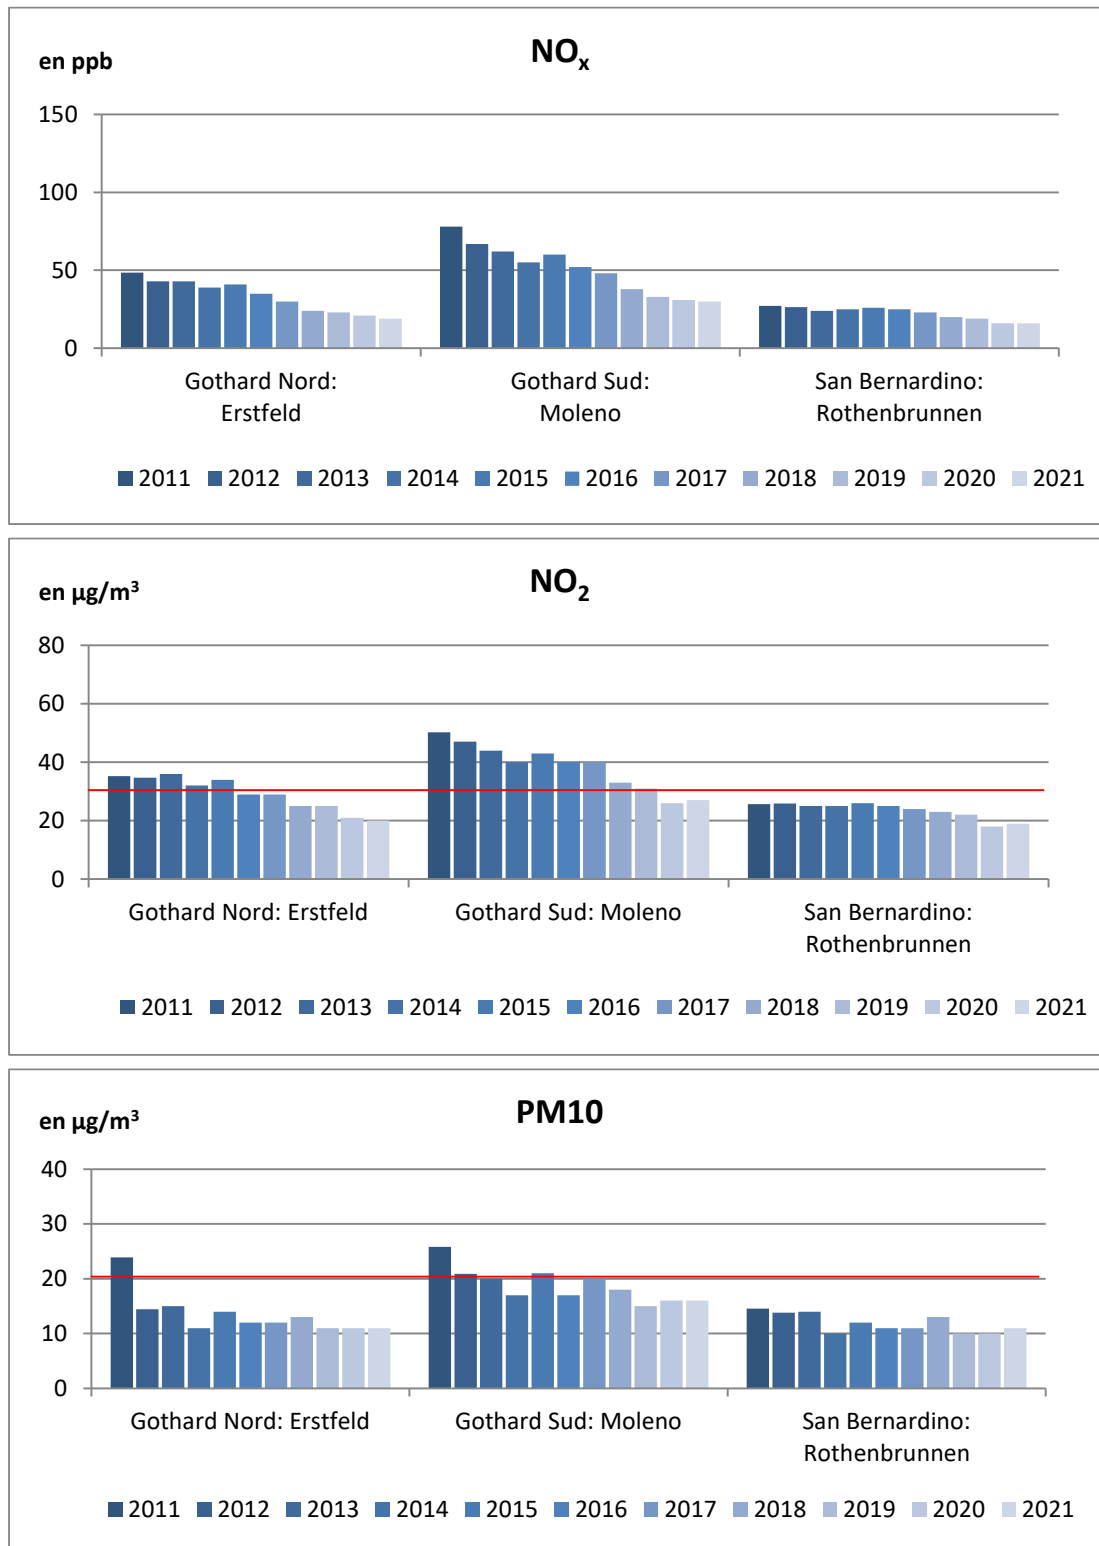 NOx
en ppb
150
100
50
0
Gothard Nord:
Erstfeld
Gothard Sud:
Moleno
San Bernardino:
Rothenbrunnen
2011 2012 2013 2014 2015 2016 2017 2018 2019 2020 2021
NO2
en µg/m³
80
60
40
20
0
Gothard Nord: Erstfeld
Gothard Sud: Moleno
San Bernardino:
Rothenbrunnen
2011 2012 2013 2014 2015 2016 2017 2018 2019 2020 2021
PM10
en µg/m³
40
30
20
10
0
Gothard Nord: Erstfeld
Gothard Sud: Moleno
San Bernardino:
Rothenbrunnen
2011 2012 2013 2014 2015 2016 2017 2018 2019 2020 2021